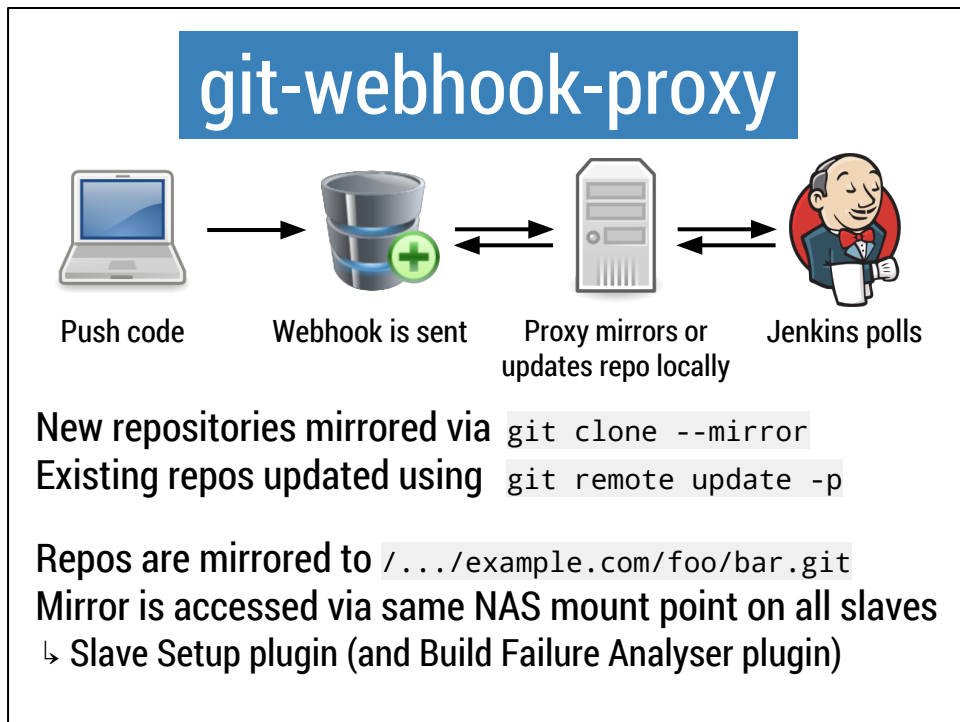 git-webhook-proxy
Push code
Webhook is sent
Proxy mirrors or
updates repo locally
Jenkins polls
New repositories mirrored via git clone --mirror
Existing repos updated using git remote update -p
Repos are mirrored to /.../example.com/foo/bar.git
Mirror is accessed via same NAS mount point on all slaves
↳ Slave Setup plugin (and Build Failure Analyser plugin)